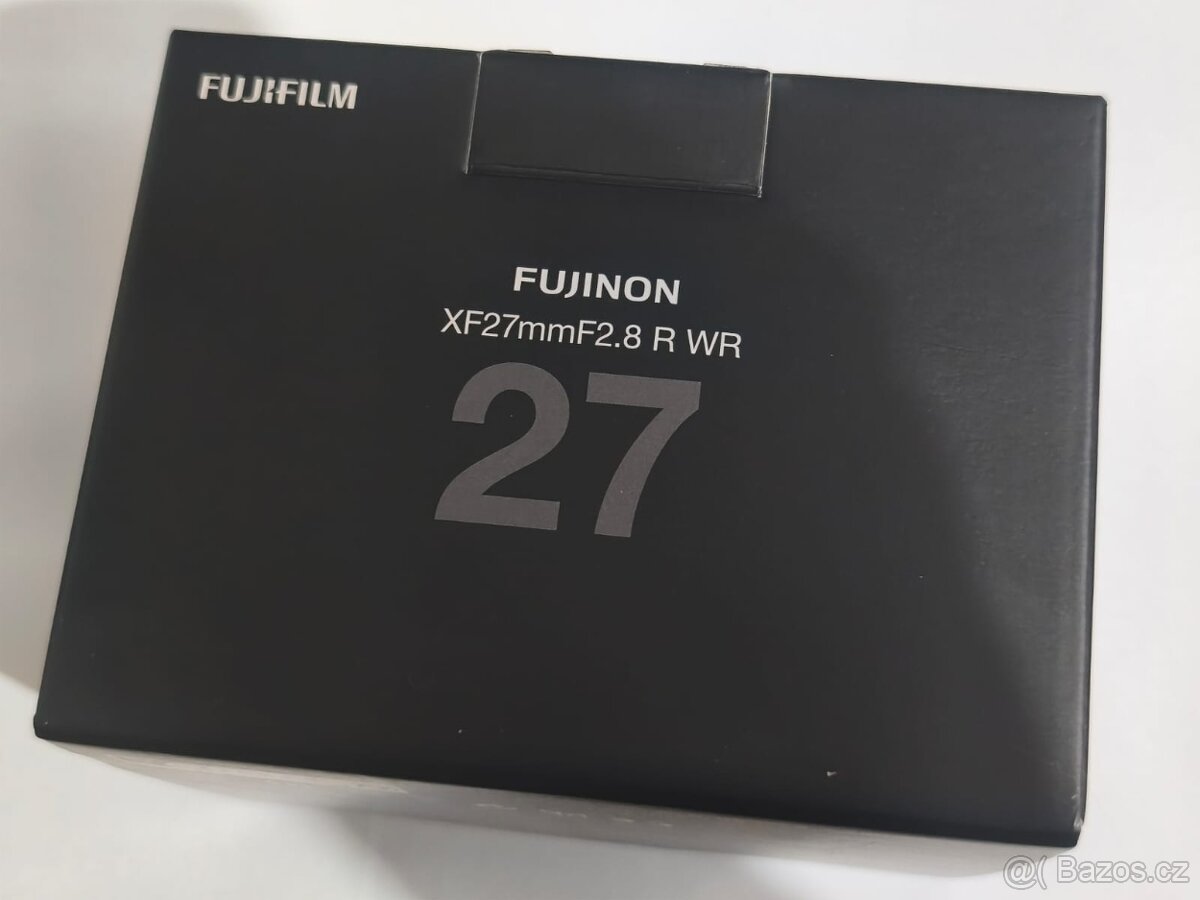 FUJIFILM
FUJINON
XF27mmF2.8 R WR
27
@( Bazos.cz